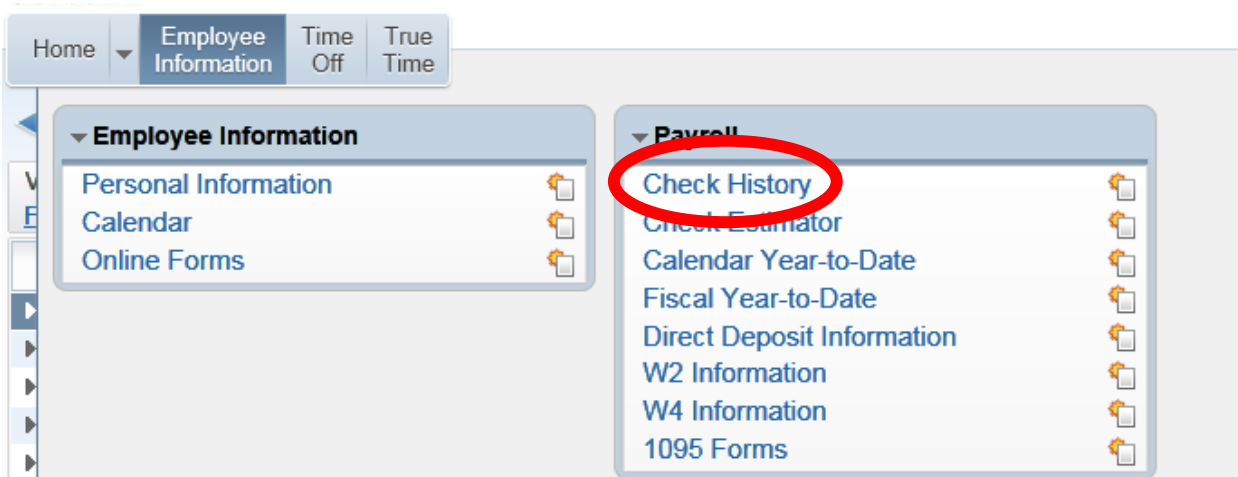 Home
Employee Information
Time Off
True Time
Employee Information
Personal Information
Calendar
Online Forms
Payroll
Check History
Check Estimator
Calendar Year-to-Date
Fiscal Year-to-Date
Direct Deposit Information
W2 Information
W4 Information
1095 Forms